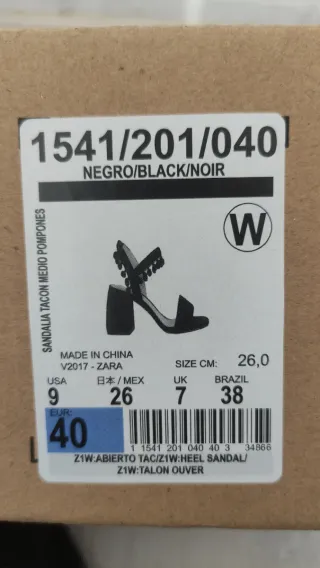 1541/201/040
NEGRO/BLACK/NOIR
W
SANDALIA TACON MEDIO POMPONES
MADE IN CHINA
V2017 - ZARA
SIZE CM: 26,0
USA 日本 / MEX UK BRAZIL
9 26 7 38
EUR:
40
1 1541 201 040 40 3 34866
Z1W:ABIERTO TAC/Z1W:HEEL SANDAL/
Z1W:TALON OUVER